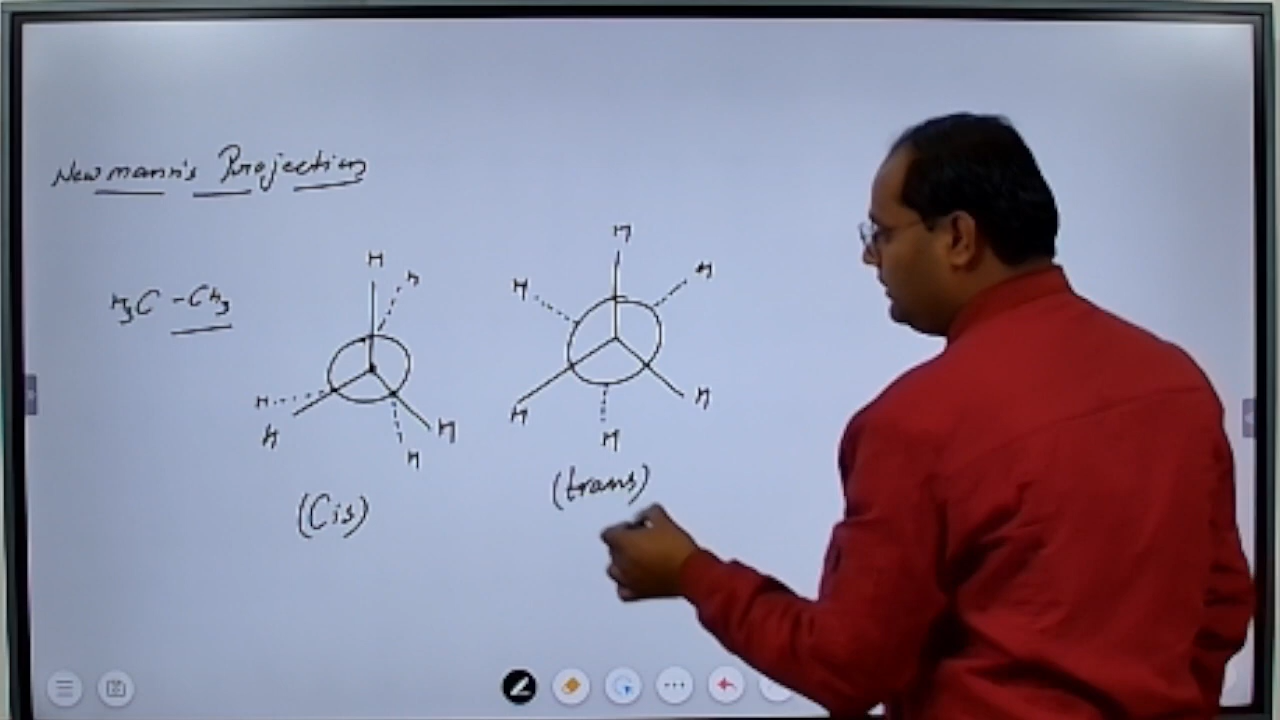 Newmann's Projection
H₃C - CH₃
H
H
H
H
H
H
(Cis)
H
H
H
H
H
H
(trans)